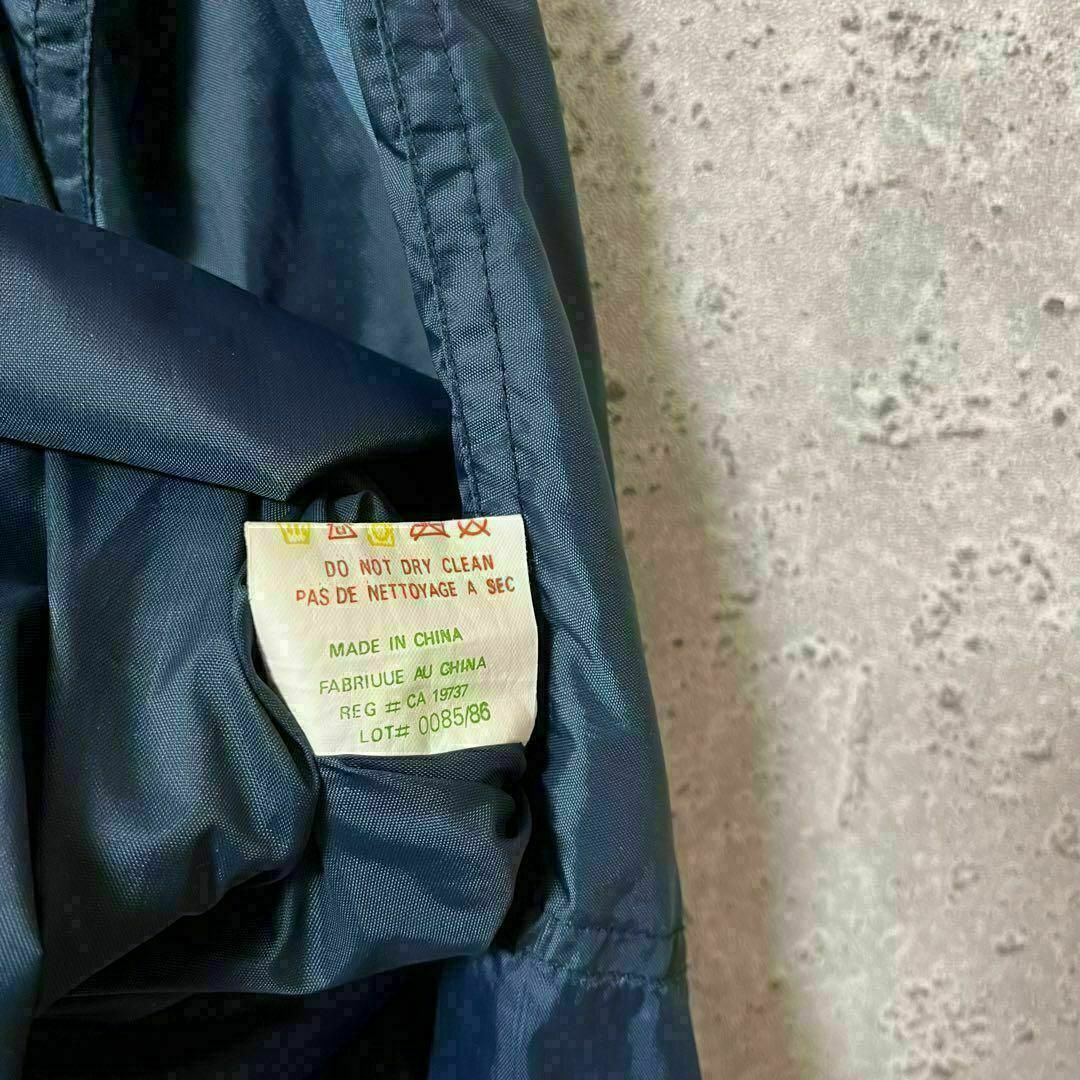 DO NOT DRY CLEAN
PAS DE NETTOYAGE A SEC
MADE IN CHINA
FABRIUUE AU CHINA
REG # CA 19737
LOT# 0085/86